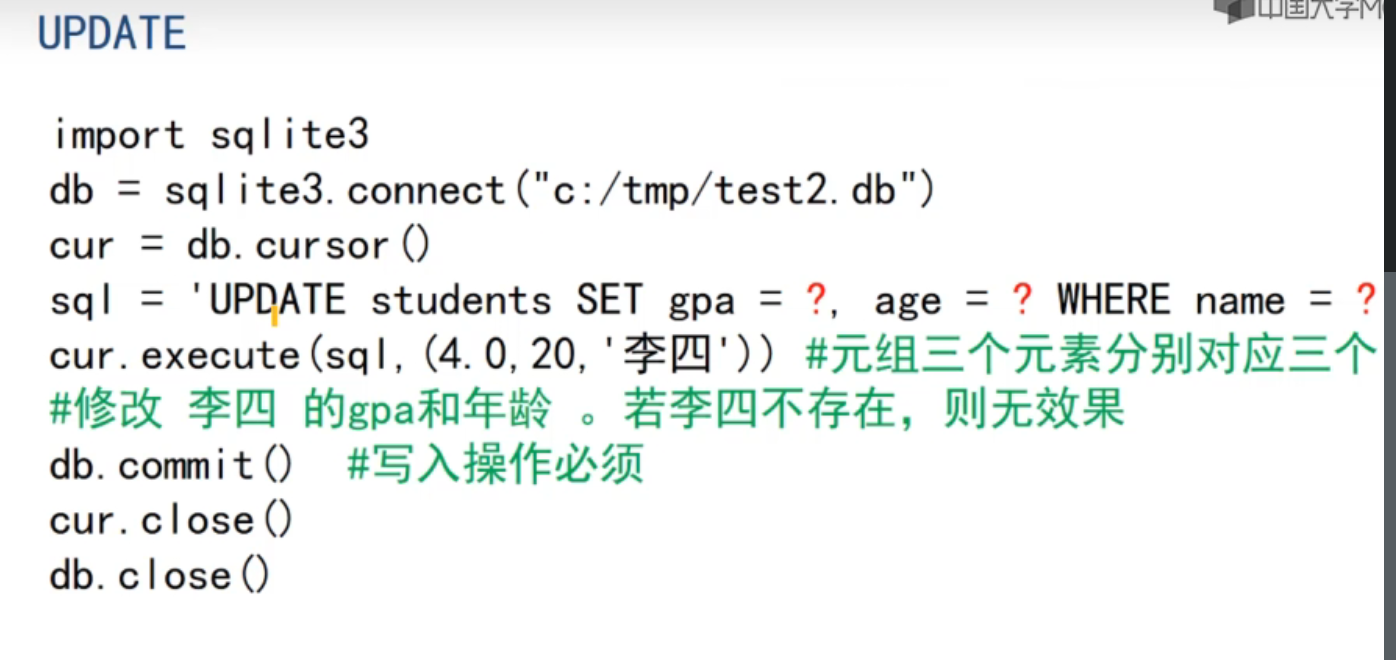 中国大学M
UPDATE
import sqlite3
db = sqlite3.connect("c:/tmp/test2.db")
cur = db.cursor()
sql = 'UPDATE students SET gpa = ?, age = ? WHERE name = ?
cur.execute(sql,(4.0,20,'李四')) #元组三个元素分别对应三个
#修改 李四 的gpa和年龄 。若李四不存在，则无效果
db.commit() #写入操作必须
cur.close()
db.close()